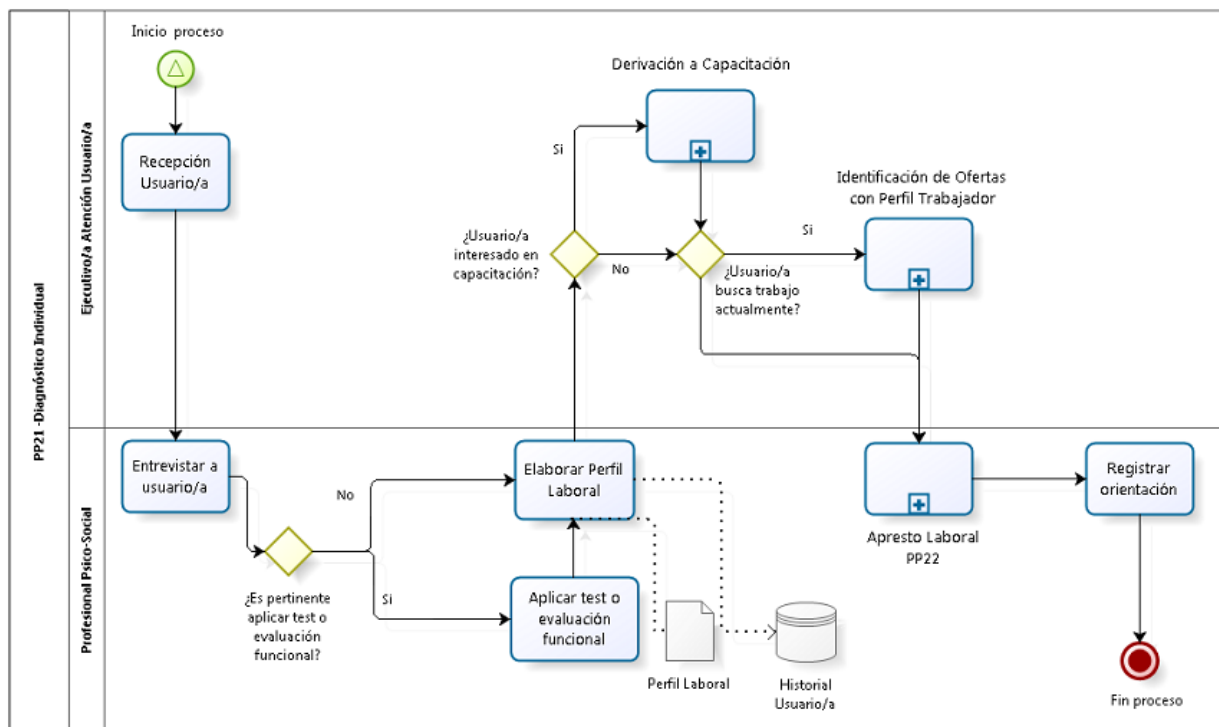 PP21 -Diagnóstico Individual
Ejecutivo/a Atención Usuario/a
Inicio proceso
Recepción
Usuario/a
Derivación a Capacitación
Si
¿Usuario/a
interesado en
capacitación?
No
¿Usuario/a
busca trabajo
actualmente?
Si
Identificación de Ofertas
con Perfil Trabajador
Profesional Psico-Social
Entrevistar a
usuario/a
¿Es pertinente
aplicar test o
evaluación
funcional?
No
Si
Elaborar Perfil
Laboral
Aplicar test o
evaluación
funcional
Perfil Laboral
Historial
Usuario/a
Apresto Laboral
PP22
Registrar
orientación
Fin proceso